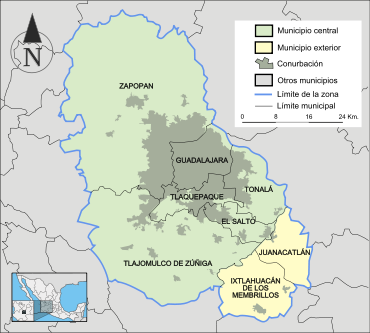 N
Municipio central
Municipio exterior
Conurbación
Otros municipios
Límite de la zona
Límite municipal
0 8 16 24 Km.
ZAPOPAN
GUADALAJARA
TONALÁ
TLAQUEPAQUE
EL SALTO
JUANACATLÁN
TLAJOMULCO DE ZÚÑIGA
IXTLAHUACÁN
DE LOS
MEMBRILLOS